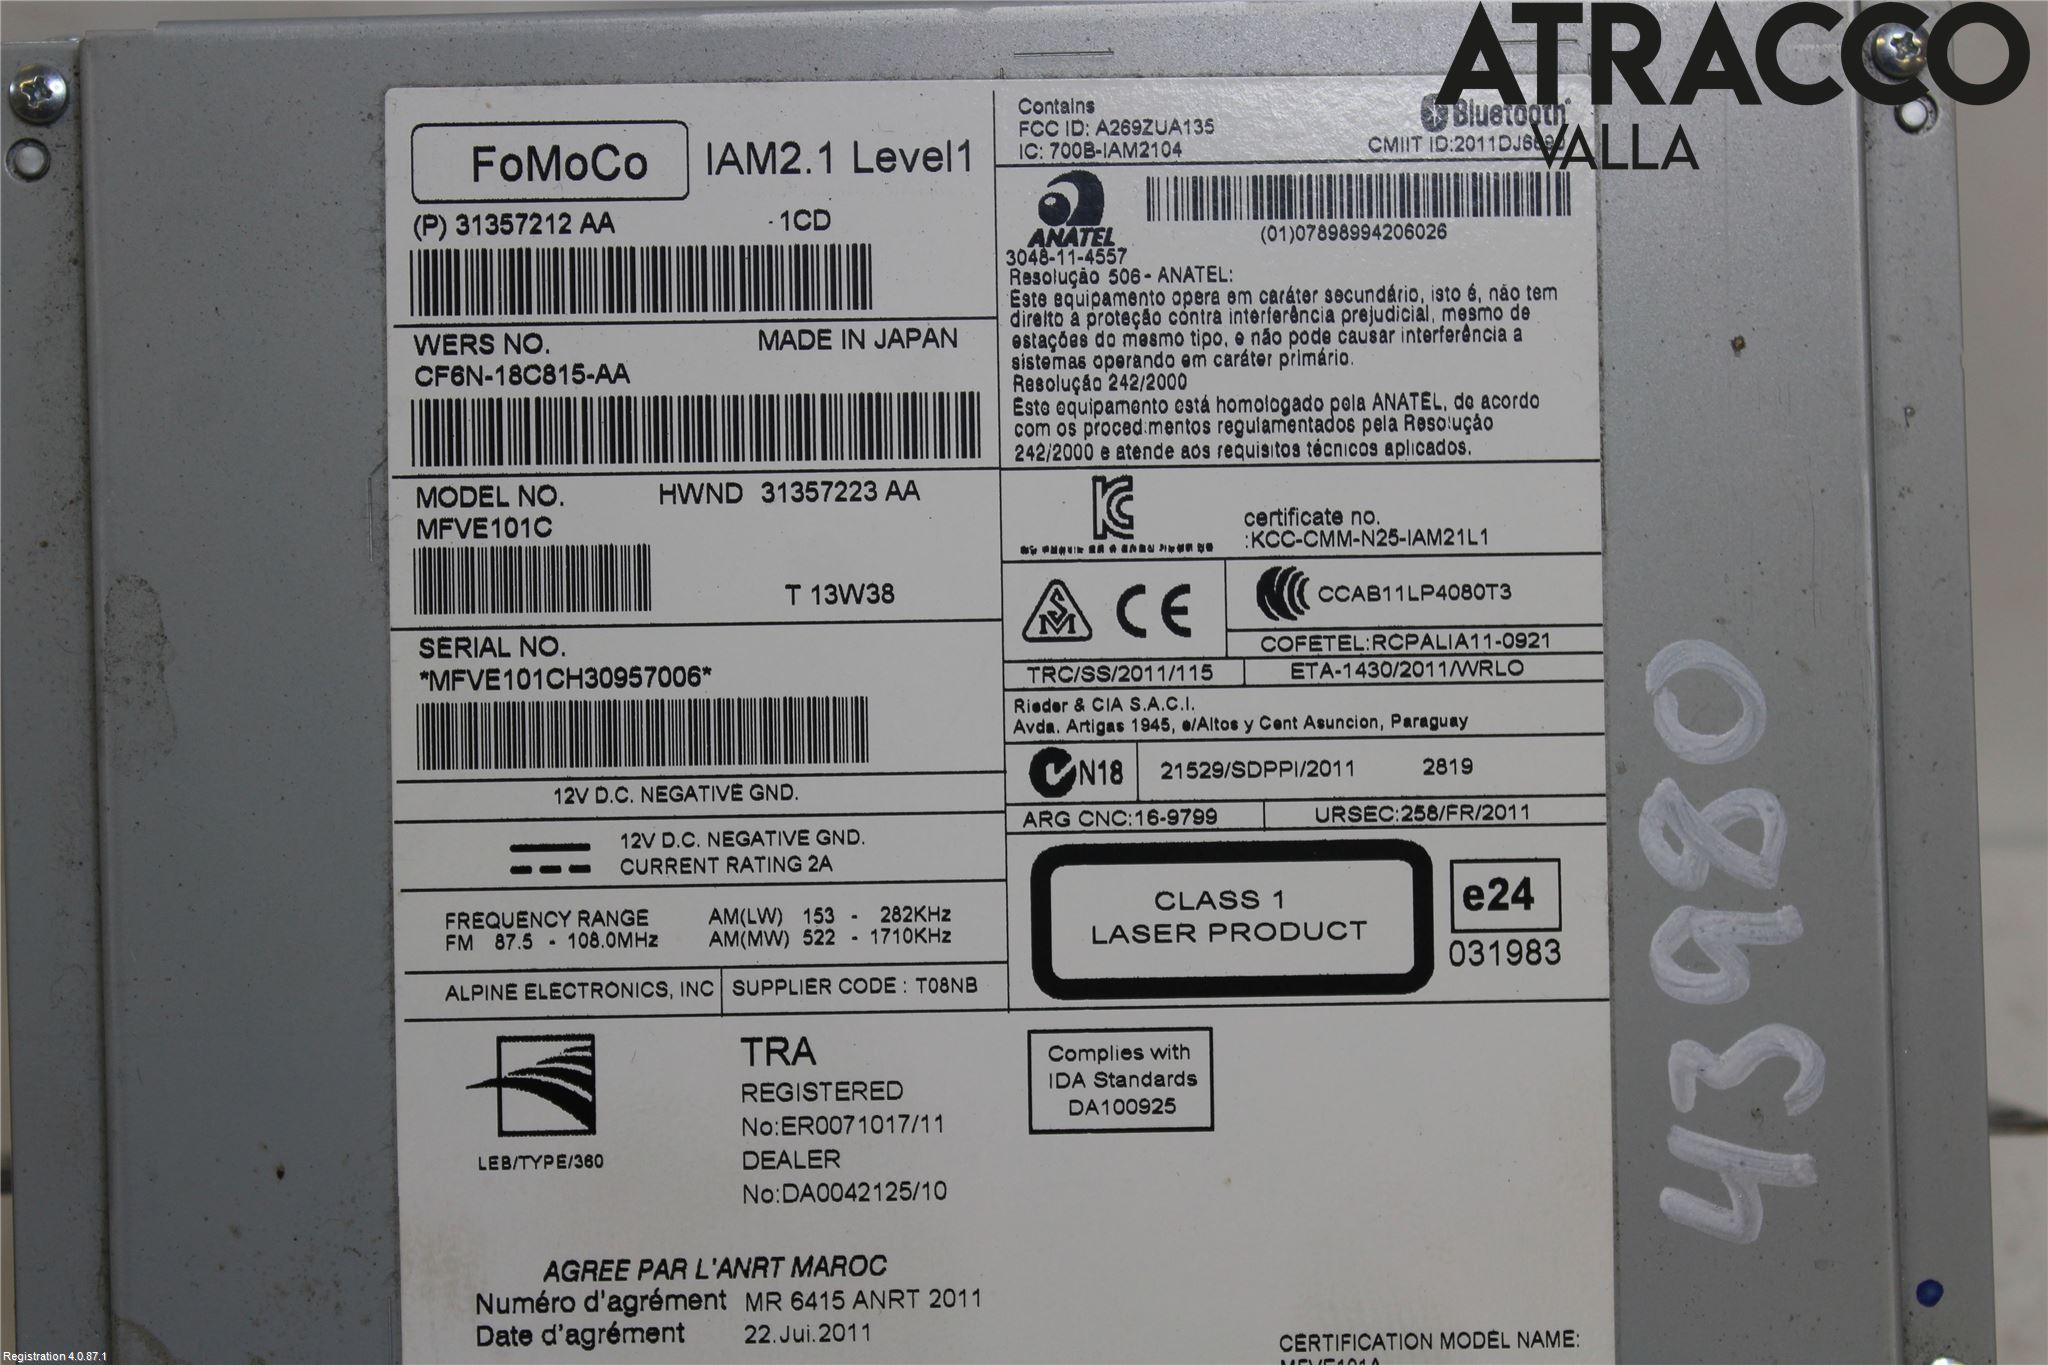 ATRACCO
VALLA
FoMoCo
IAM2.1 Level1
(P) 31357212 AA
1CD
WERS NO.
MADE IN JAPAN
CF6N-18C815-AA
MODEL NO.
HWND 31357223 AA
MFVE101C
T 13W38
SERIAL NO.
*MFVE101CH30957006*
12V D.C. NEGATIVE GND.
12V D.C. NEGATIVE GND.
CURRENT RATING 2A
FREQUENCY RANGE
AM(LW) 153 - 282KHz
FM 87.5 - 108.0MHz
AM(MW) 522 - 1710KHz
ALPINE ELECTRONICS, INC
SUPPLIER CODE : T08NB
Contains
FCC ID: A269ZUA135
IC: 700B-IAM2104
Bluetooth
CMIIT ID:
ANATEL
(01)07898994206026
3048-11-4557
Resolução 506 - ANATEL:
Este equipamento opera em caráter secundário, isto é, não tem
direito a proteção contra interferência prejudicial, mesmo de
estações do mesmo tipo, e não pode causar interferência a
sistemas operando em caráter primário.
Resolução 242/2000
Este equipamento está homologado pela ANATEL, de acordo
com os procedimentos regulamentados pela Resolução
242/2000 e atende aos requisitos técnicos aplicados.
certificate no.
:KCC-CMM-N25-IAM21L1
CE
CCAB11LP4080T3
COFETEL:RCPALIA11-0921
TRC/SS/2011/115
ETA-1430/2011/WRLO
Rieder & CIA S.A.C.I.
Avda. Artigas 1945, e/Altos y Cent Asuncion, Paraguay
N18
21529/SDPPI/2011
2819
ARG CNC:16-9799
URSEC:258/FR/2011
CLASS 1
LASER PRODUCT
e24
031983
LEB/TYPE/360
TRA
REGISTERED
No:ER0071017/11
DEALER
No:DA0042125/10
Complies with
IDA Standards
DA100925
AGREE PAR L'ANRT MAROC
Numéro d'agrément MR 6415 ANRT 2011
Date d'agrément 22.Jui.2011
CERTIFICATION MODEL NAME:
43980
Registration 4.0.87.1